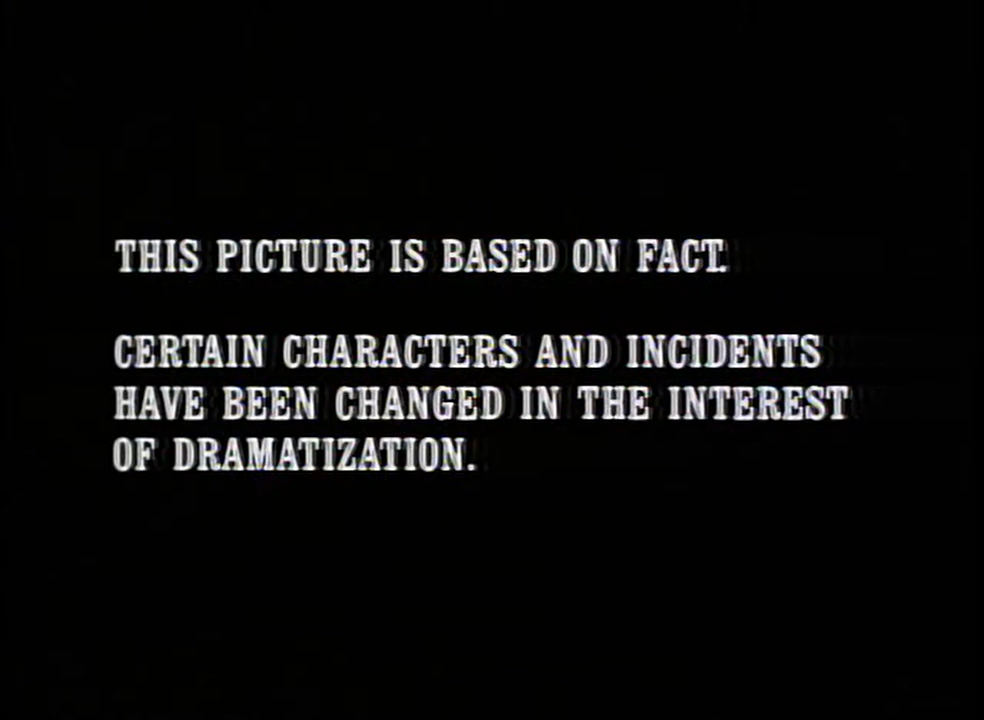 THIS PICTURE IS BASED ON FACT.
CERTAIN CHARACTERS AND INCIDENTS
HAVE BEEN CHANGED IN THE INTEREST
OF DRAMATIZATION.